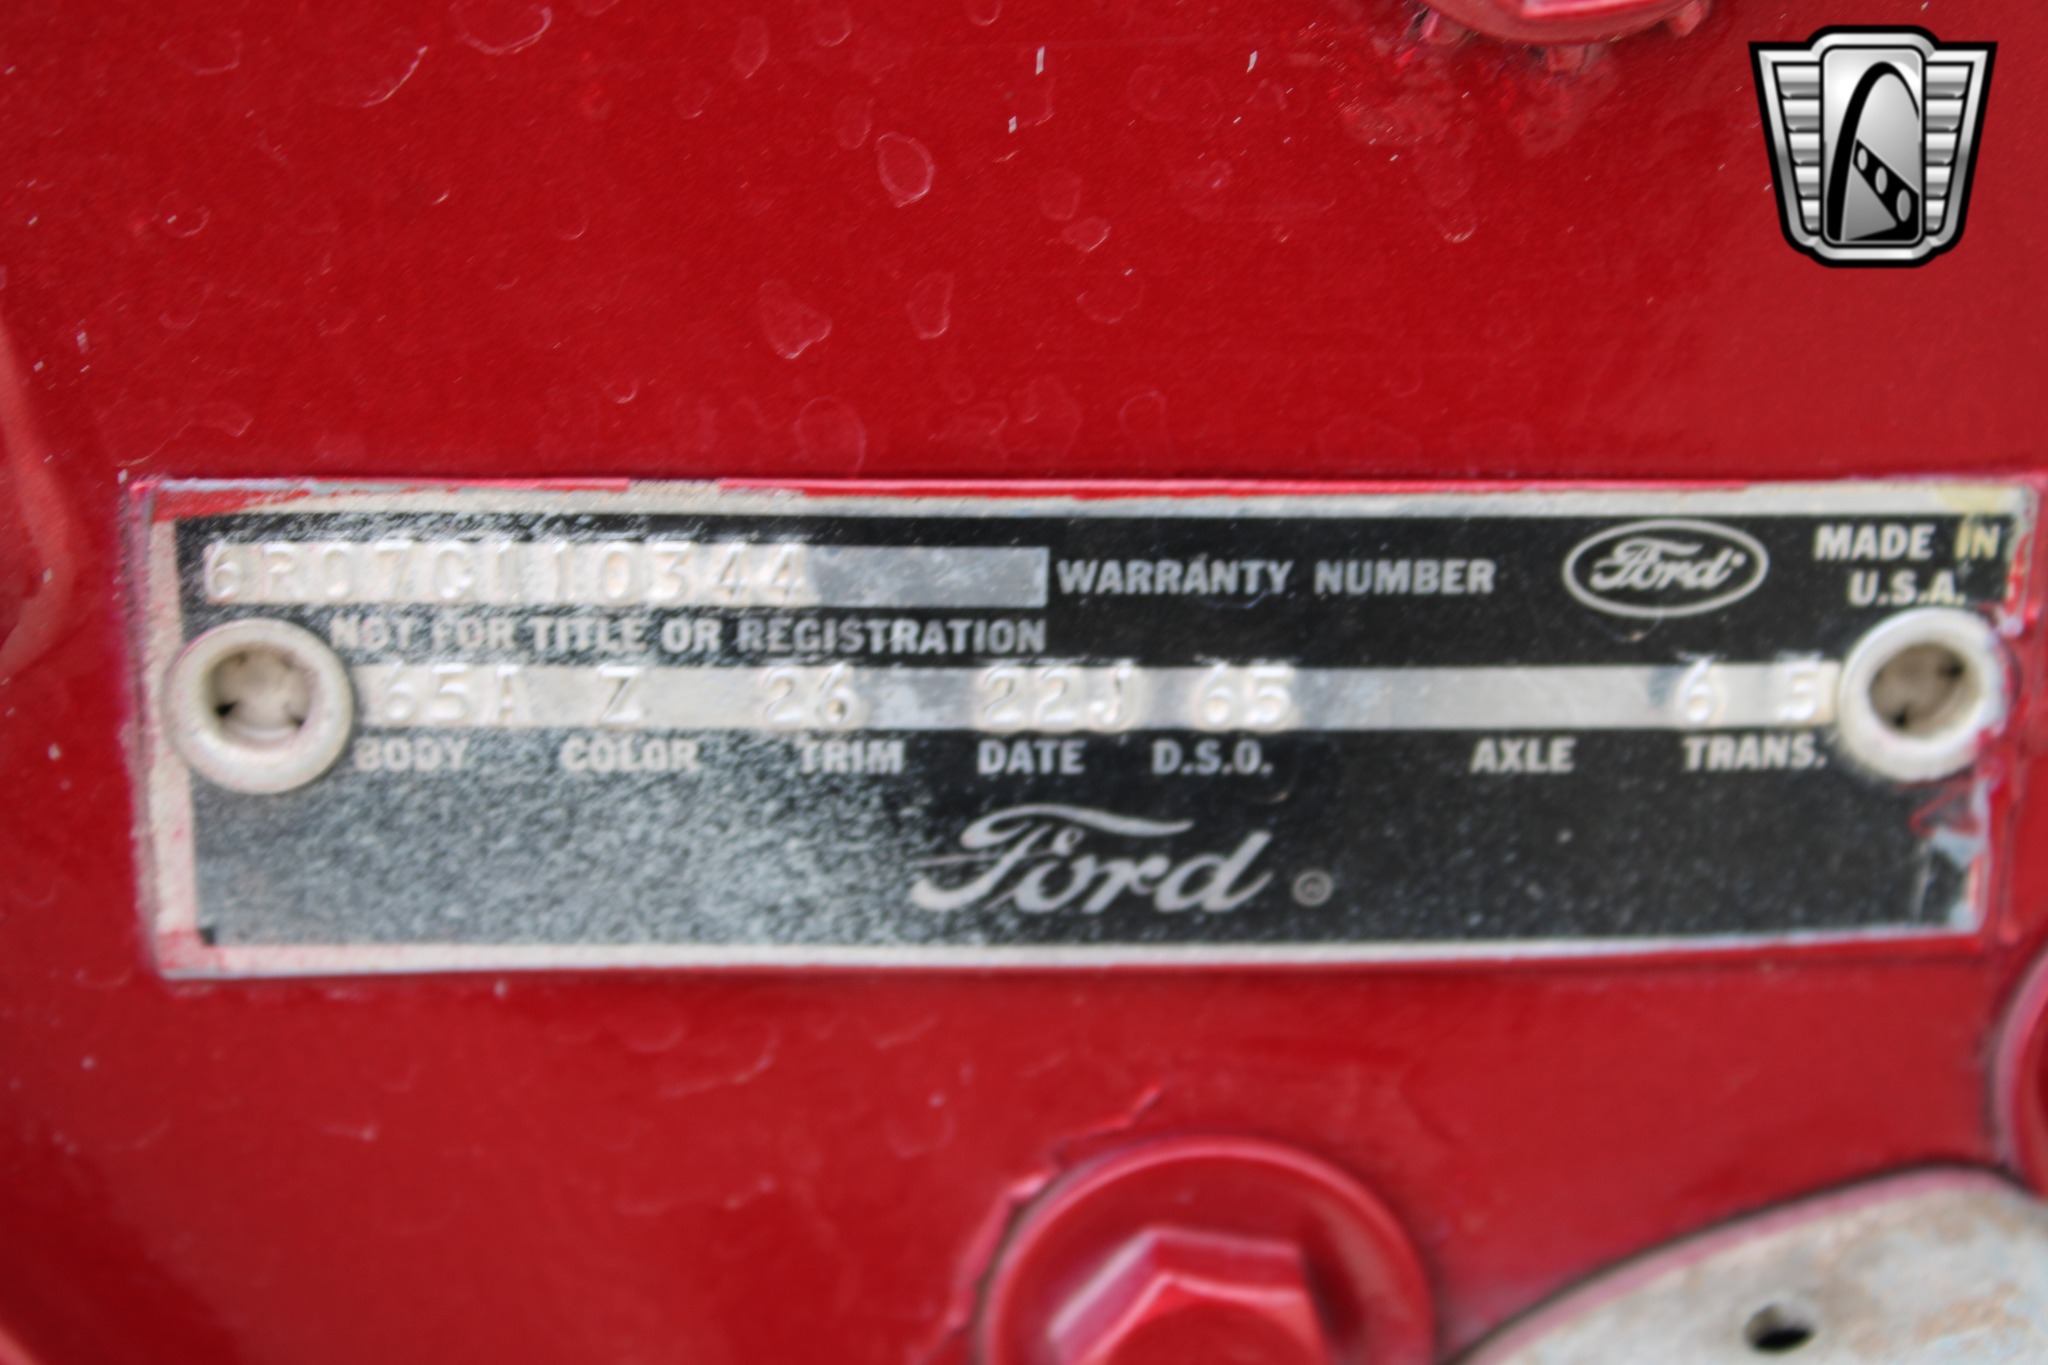 6R07C110344 WARRANTY NUMBER Ford MADE IN U.S.A.
NOT FOR TITLE OR REGISTRATION
65A Z 26 22J 65 6 5
BODY COLOR TRIM DATE D.S.O. AXLE TRANS.
Ford ®